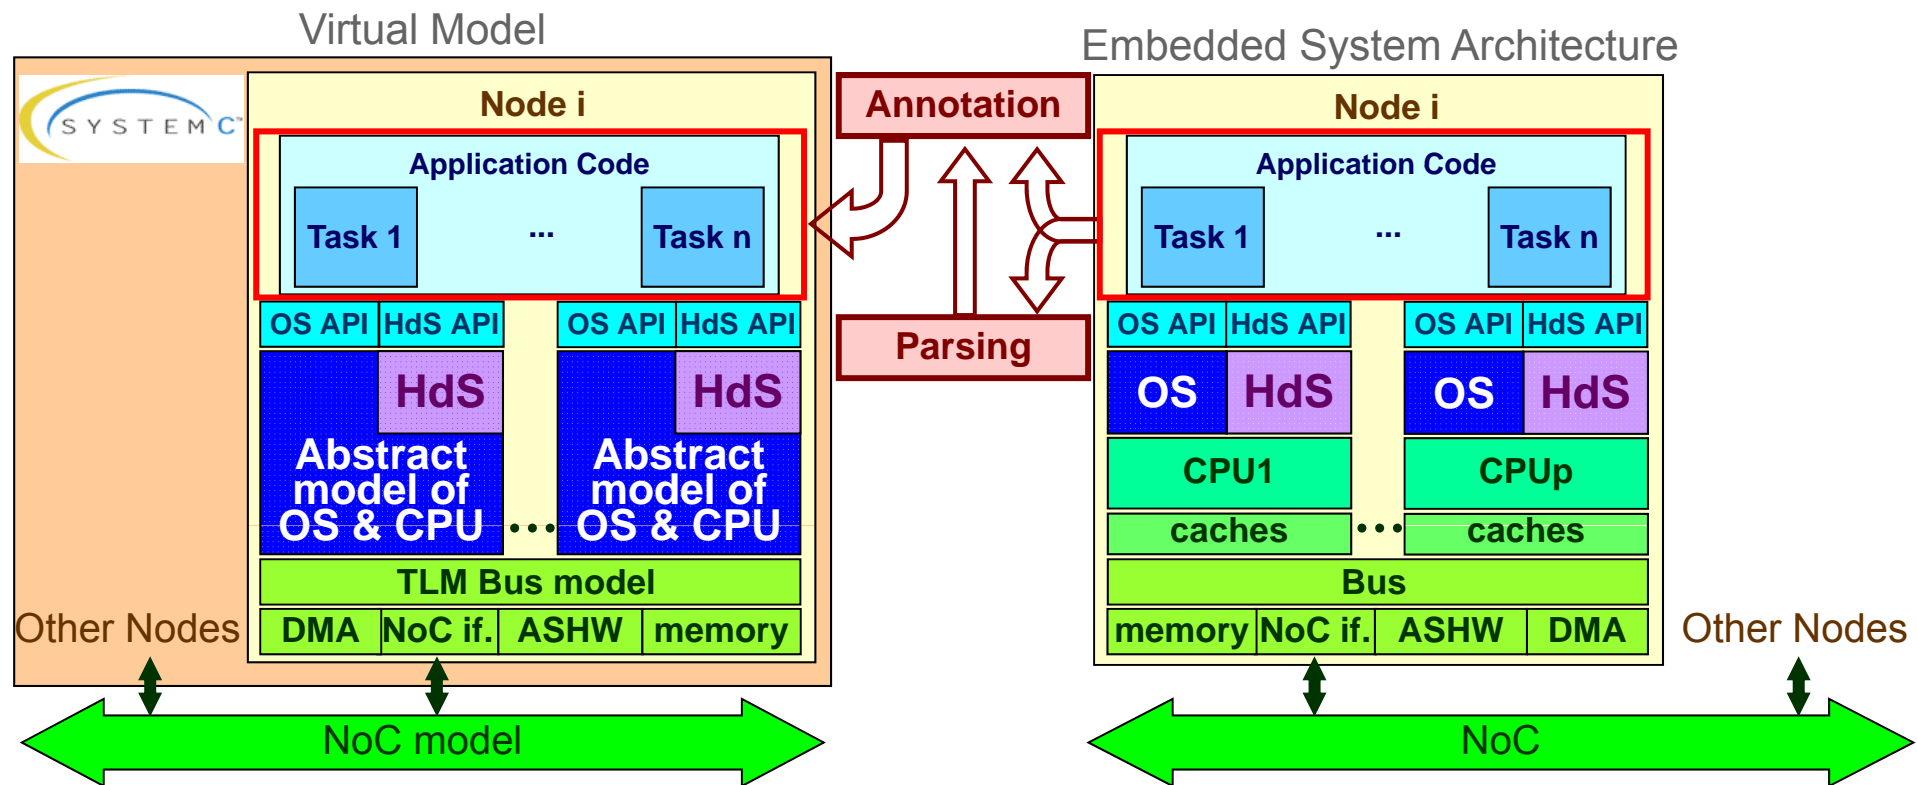 Virtual Model
SYSTEM C™
Node i
Application Code
Task 1
...
Task n
OS API
HdS API
OS API
HdS API
HdS
HdS
Abstract
model of
OS & CPU
Abstract
model of
OS & CPU
TLM Bus model
DMA
NoC if.
ASHW
memory
Other Nodes
NoC model
Annotation
Parsing
Embedded System Architecture
Node i
Application Code
Task 1
...
Task n
OS API
HdS API
OS API
HdS API
OS
HdS
OS
HdS
CPU1
CPUp
caches
caches
Bus
memory
NoC if.
ASHW
DMA
Other Nodes
NoC